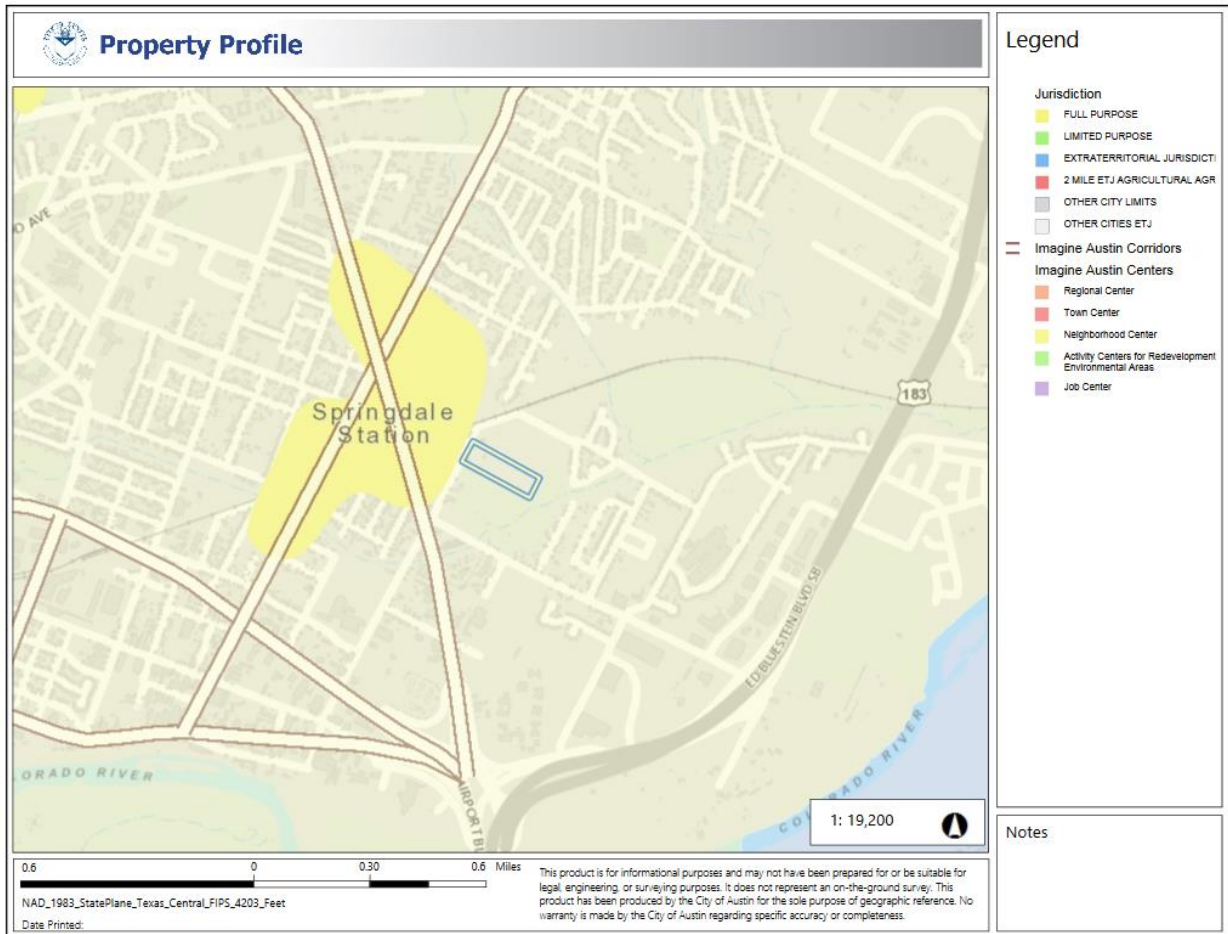 Property Profile
Legend
Jurisdiction
FULL PURPOSE
LIMITED PURPOSE
EXTRATERRITORIAL JURISDICTI
2 MILE ETJ AGRICULTURAL AGR
OTHER CITY LIMITS
OTHER CITIES ETJ
Imagine Austin Corridors
Imagine Austin Centers
Regional Center
Town Center
Neighborhood Center
Activity Centers for Redevelopment
Environmental Areas
Job Center
O AVE
Springdale
Station
183
ED BLUESTEIN BLVD SB
ORADO RIVER
AIRPORT BL
COLORADO RIVER
1: 19,200
Notes
0.6 0 0.30 0.6 Miles
NAD_1983_StatePlane_Texas_Central_FIPS_4203_Feet
Date Printed:
This product is for informational purposes and may not have been prepared for or be suitable for
legal, engineering, or surveying purposes. It does not represent an on-the-ground survey. This
product has been produced by the City of Austin for the sole purpose of geographic reference. No
warranty is made by the City of Austin regarding specific accuracy or completeness.